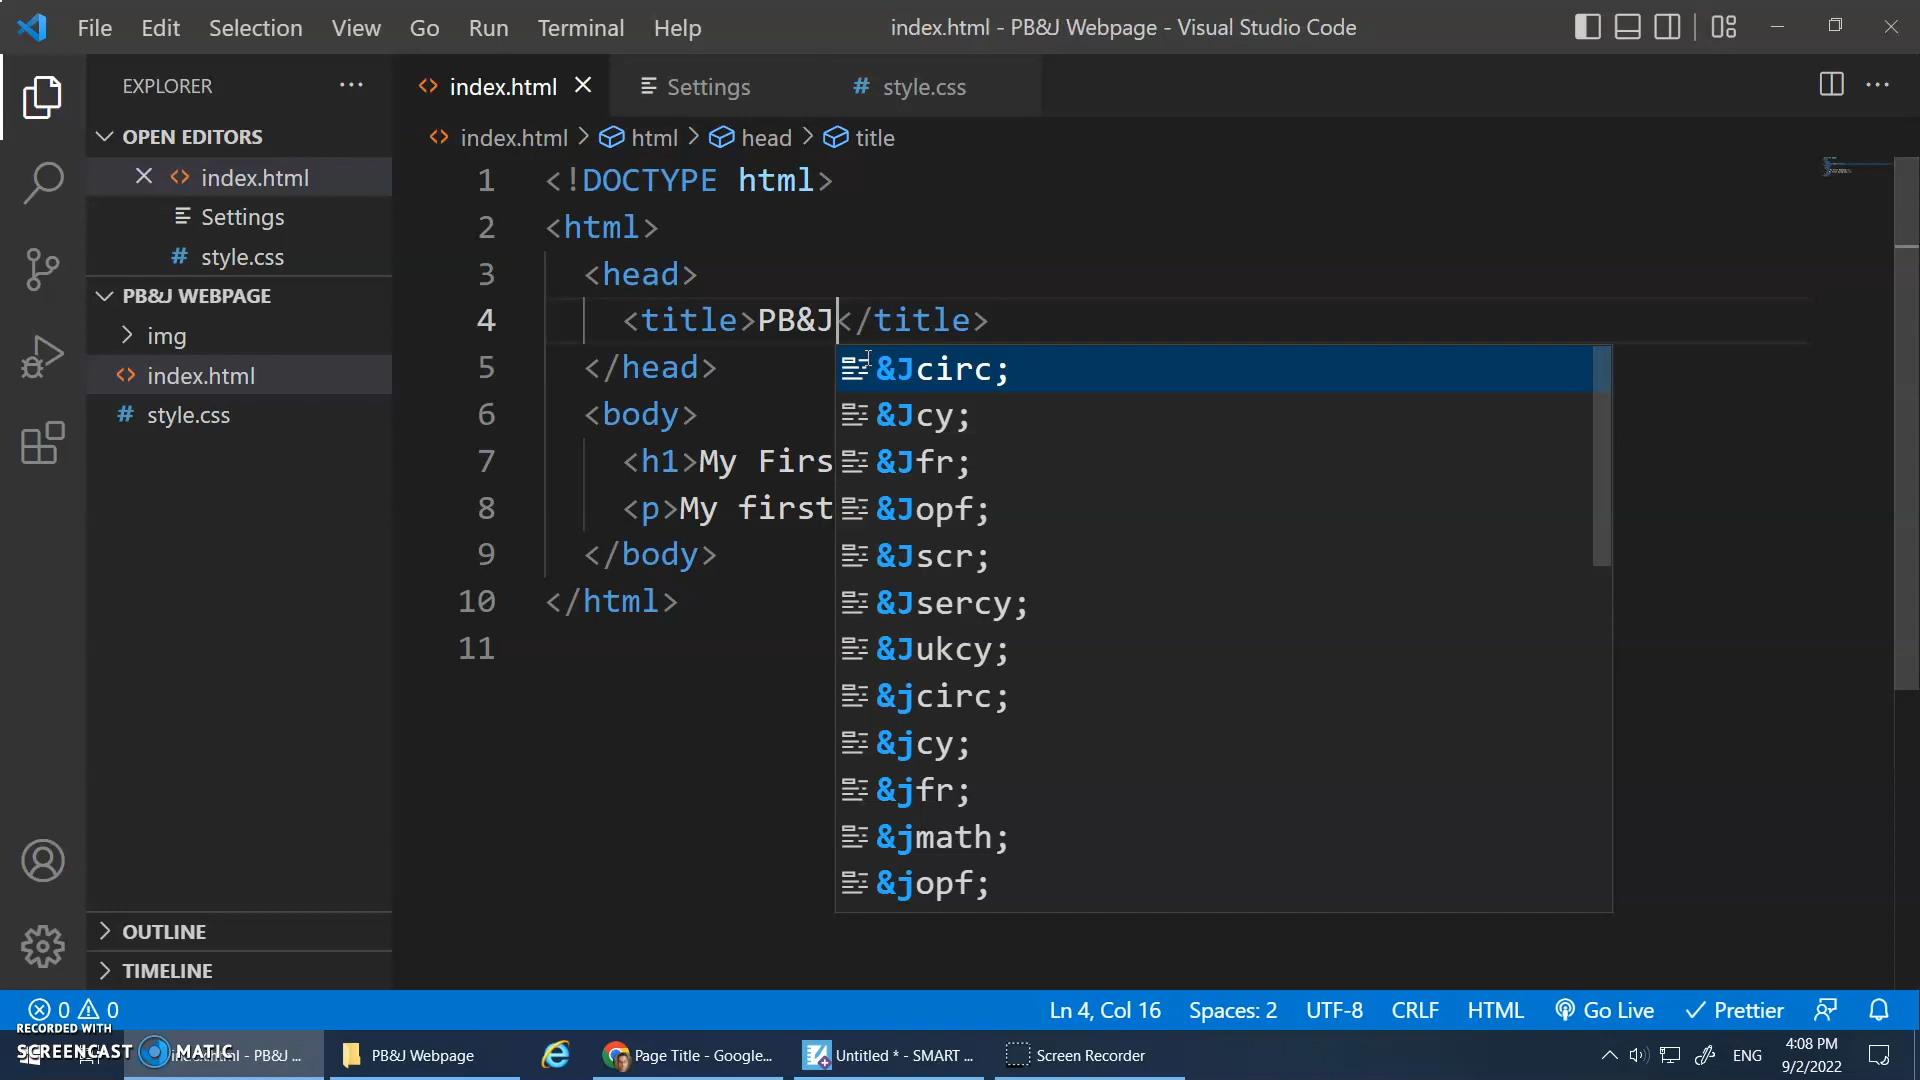 File Edit Selection View Go Run Terminal Help
index.html - PB&J Webpage - Visual Studio Code
EXPLORER
OPEN EDITORS
index.html
Settings
style.css
PB&J WEBPAGE
img
index.html
style.css
OUTLINE
TIMELINE
index.html Settings # style.css
index.html > html > head > title
1 <!DOCTYPE html>
2 <html>
3 <head>
4 <title>PB&J</title>
5 </head>
6 <body>
7 <h1>My Firs
8 <p>My first
9 </body>
10 </html>
11
&Jcirc;
&Jcy;
&Jfr;
&Jopf;
&Jscr;
&Jsercy;
&Jukcy;
&jcirc;
&jcy;
&jfr;
&jmath;
&jopf;
0 0 Ln 4, Col 16 Spaces: 2 UTF-8 CRLF HTML Go Live Prettier
RECORDED WITH
SCREENCAST MATIC
- PB&J ... PB&J Webpage Page Title - Google... Untitled * - SMART ... Screen Recorder ENG 4:08 PM
9/2/2022